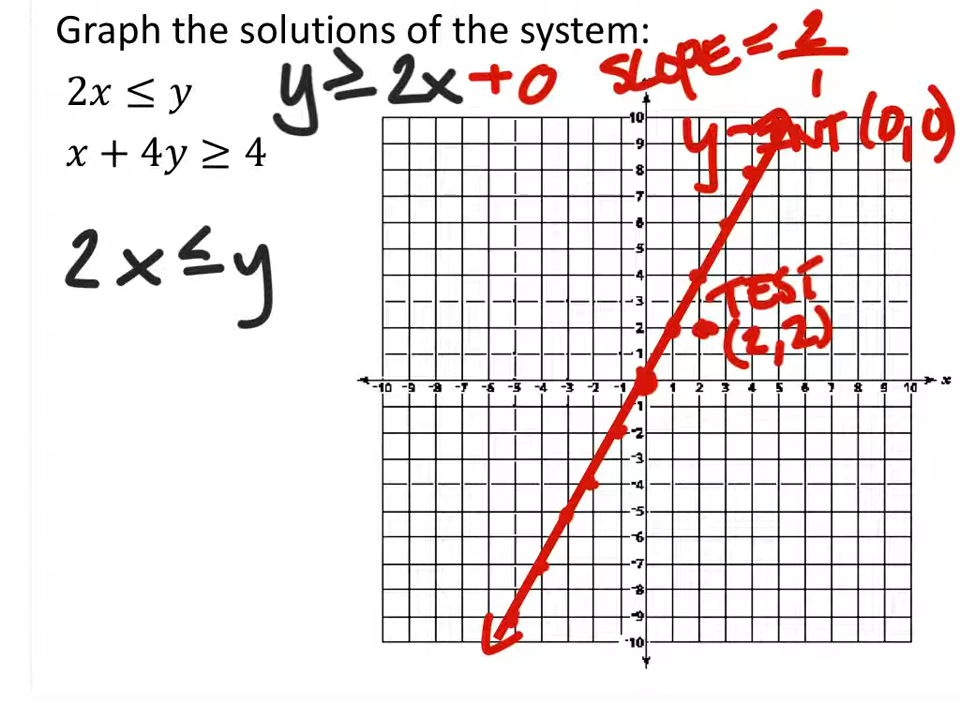 Graph the solutions of the system:
2x ≤ y
y ≥ 2x + 0
SLOPE = 2/1
x + 4y ≥ 4
y-INT (0,0)
2x ≤ y
TEST
(2,2)
10
9
8
7
6
5
4
3
2
1
-10 -9 -8 -7 -6 -5 -4 -3 -2 -1 1 2 3 4 5 6 7 8 9 10 x
-1
-2
-3
-4
-5
-6
-7
-8
-9
-10